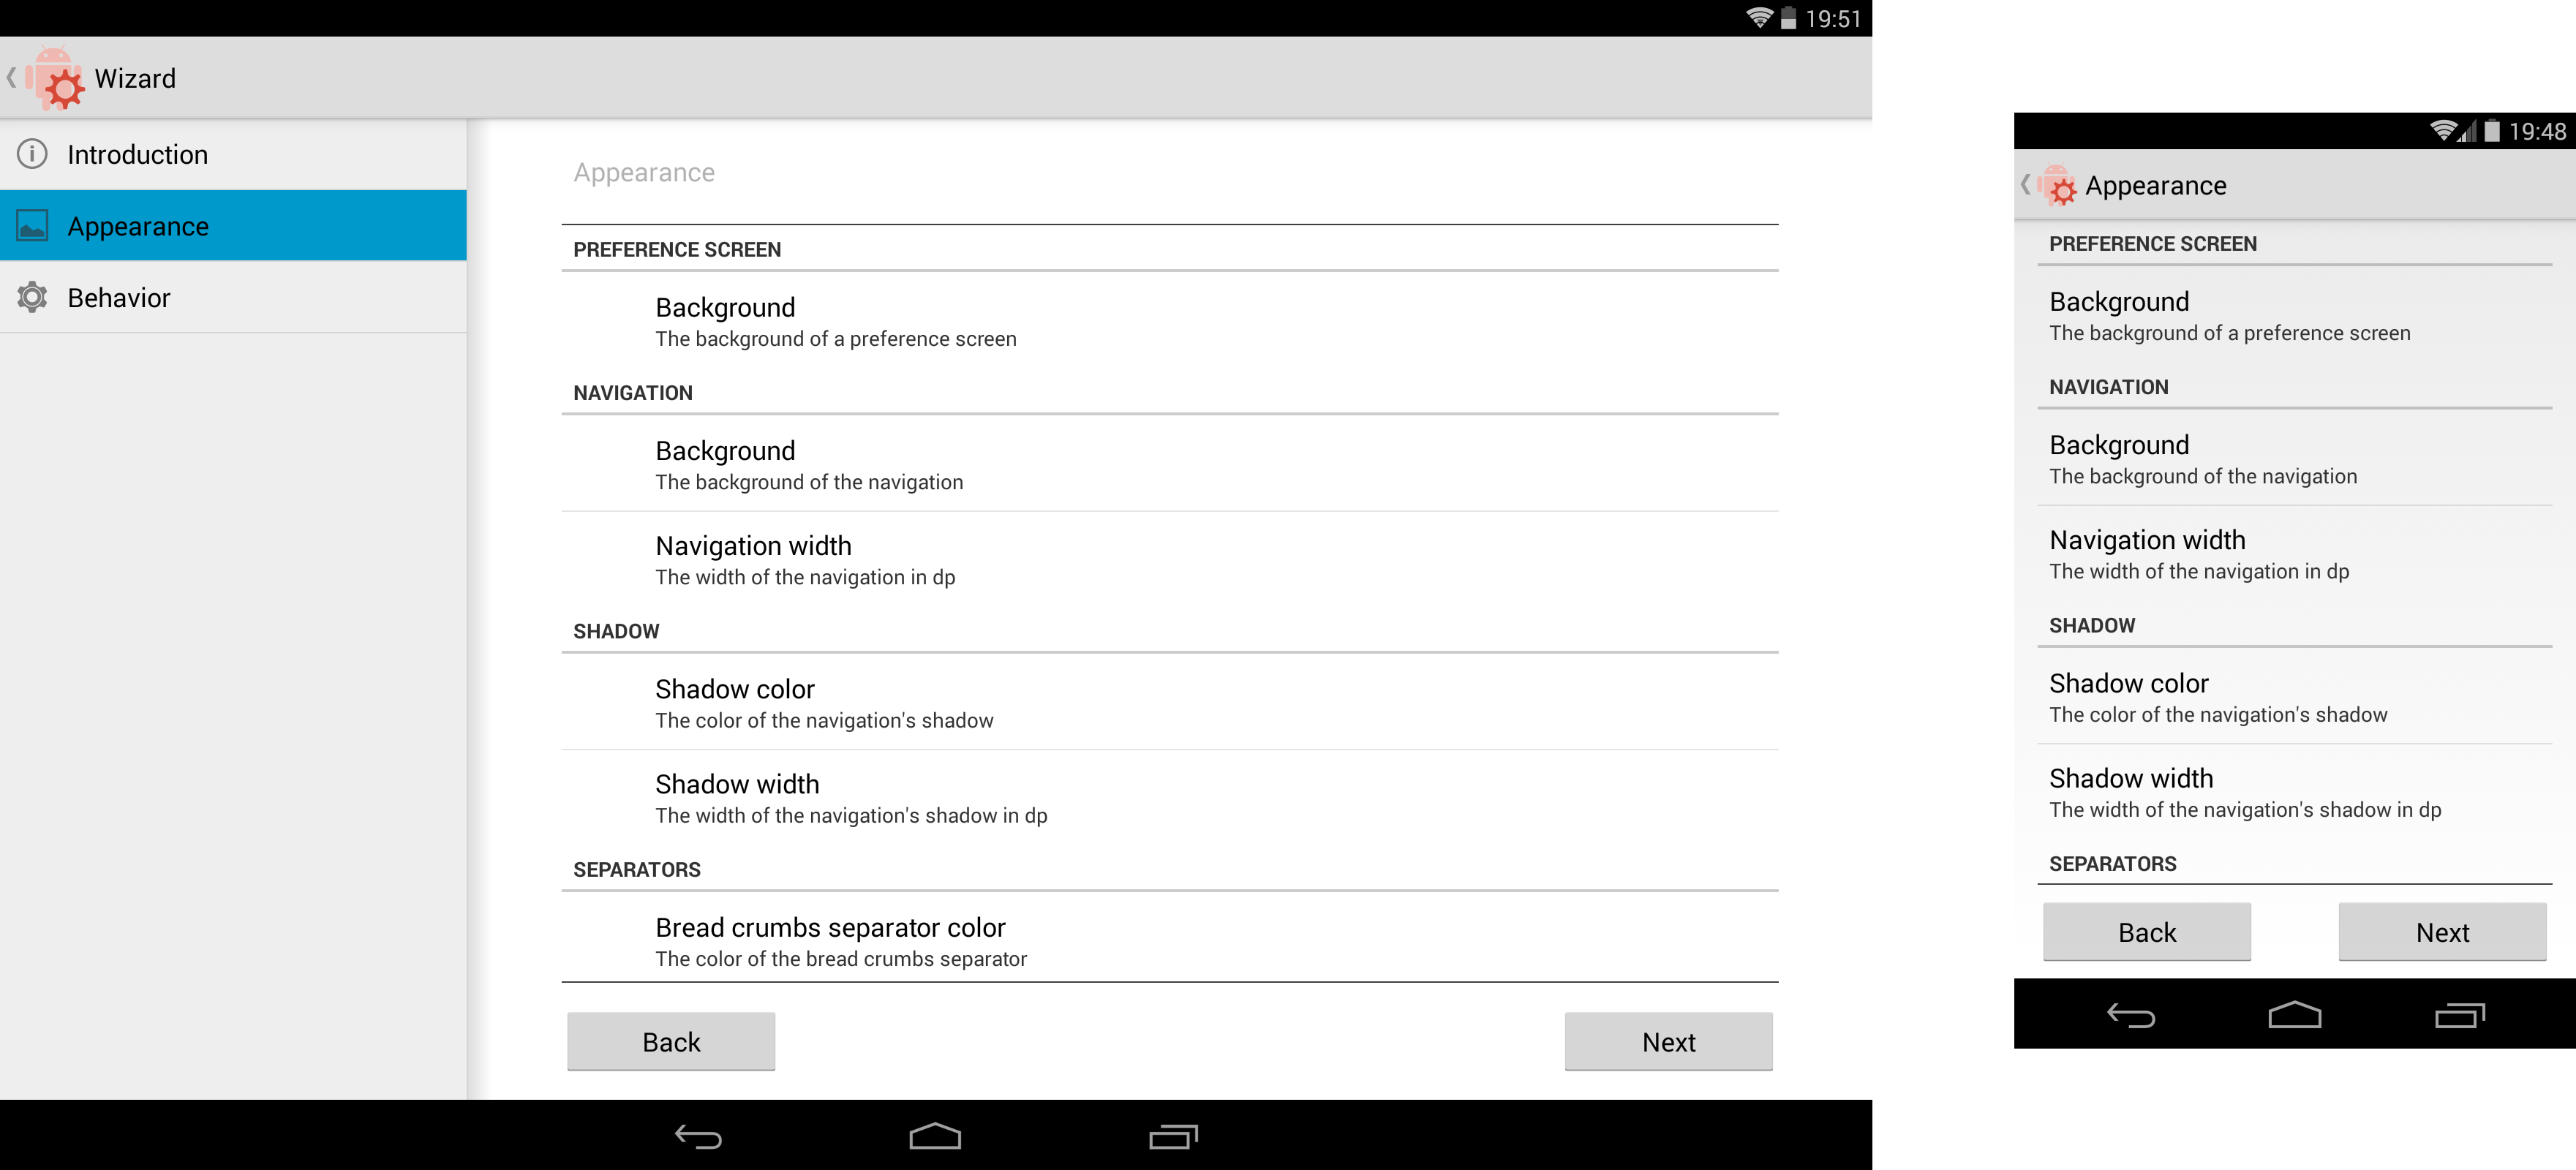 19:51
Wizard
Introduction
Appearance
Behavior
Appearance
PREFERENCE SCREEN
Background
The background of a preference screen
NAVIGATION
Background
The background of the navigation
Navigation width
The width of the navigation in dp
SHADOW
Shadow color
The color of the navigation's shadow
Shadow width
The width of the navigation's shadow in dp
SEPARATORS
Bread crumbs separator color
The color of the bread crumbs separator
Back
Next
19:48
Appearance
PREFERENCE SCREEN
Background
The background of a preference screen
NAVIGATION
Background
The background of the navigation
Navigation width
The width of the navigation in dp
SHADOW
Shadow color
The color of the navigation's shadow
Shadow width
The width of the navigation's shadow in dp
SEPARATORS
Back
Next